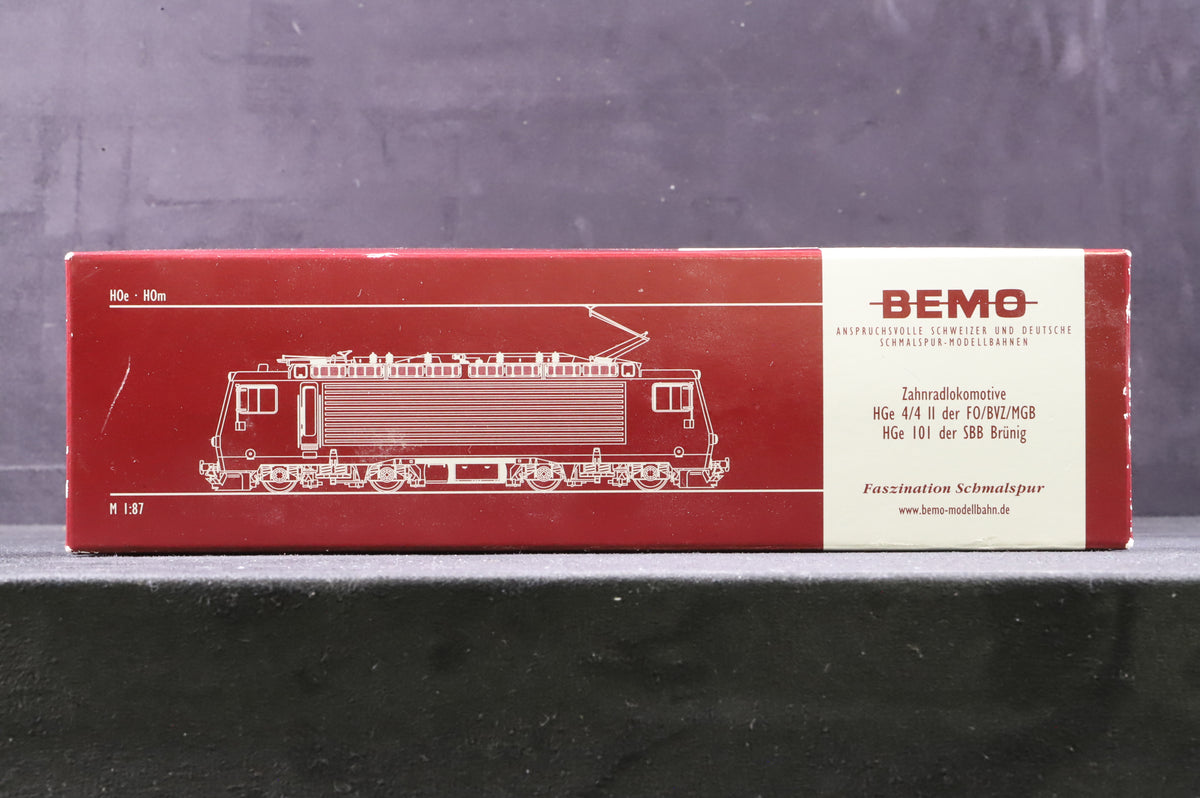 HOe · HOm
M 1:87
BEMO
ANSPRUCHSVOLLE SCHWEIZER UND DEUTSCHE
SCHMALSPUR-MODELLBAHNEN
Zahnradlokomotive
HGe 4/4 II der FO/BVZ/MGB
HGe 101 der SBB Brünig
Faszination Schmalspur
www.bemo-modellbahn.de